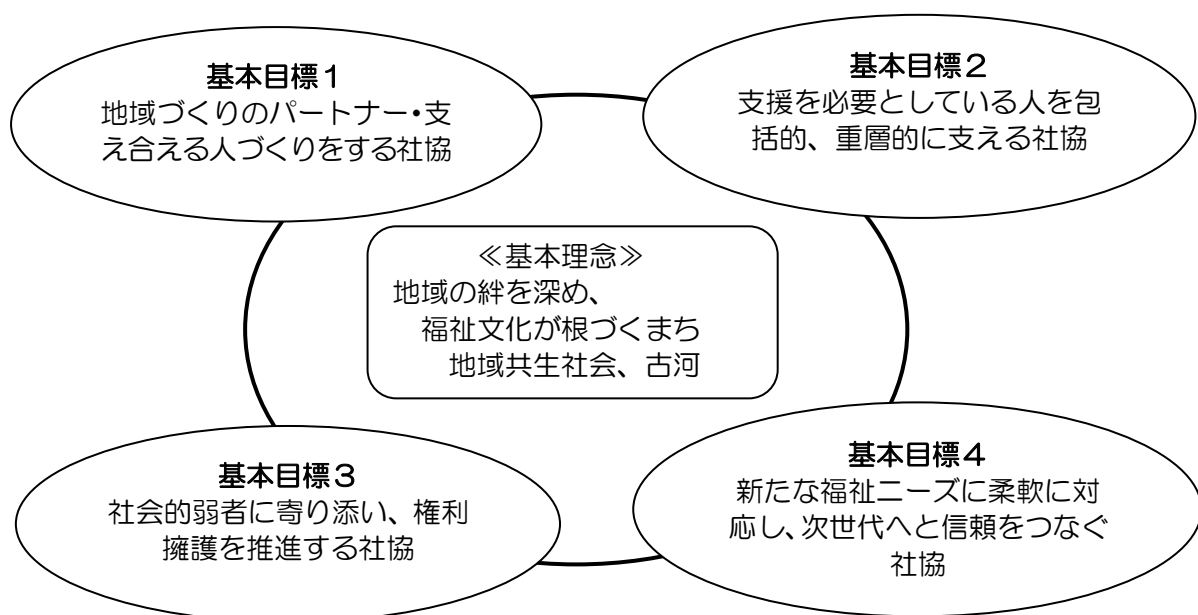 基本目標1
地域づくりのパートナー・支
え合える人づくりをする社協
基本目標2
支援を必要としている人を包
括的、重層的に支える社協
≪基本理念≫
地域の絆を深め、
福祉文化が根づくまち
地域共生社会、古河
基本目標3
社会的弱者に寄り添い、権利
擁護を推進する社協
基本目標4
新たな福祉ニーズに柔軟に対
応し、次世代へと信頼をつなぐ
社協